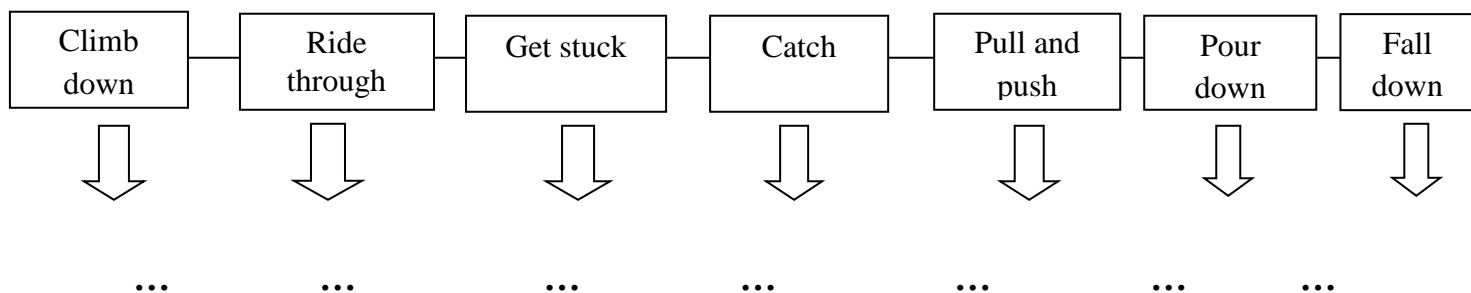 Climb
down
Ride
through
Get stuck
Catch
Pull and
push
Pour
down
Fall
down
... ... ... ... ... ... ...